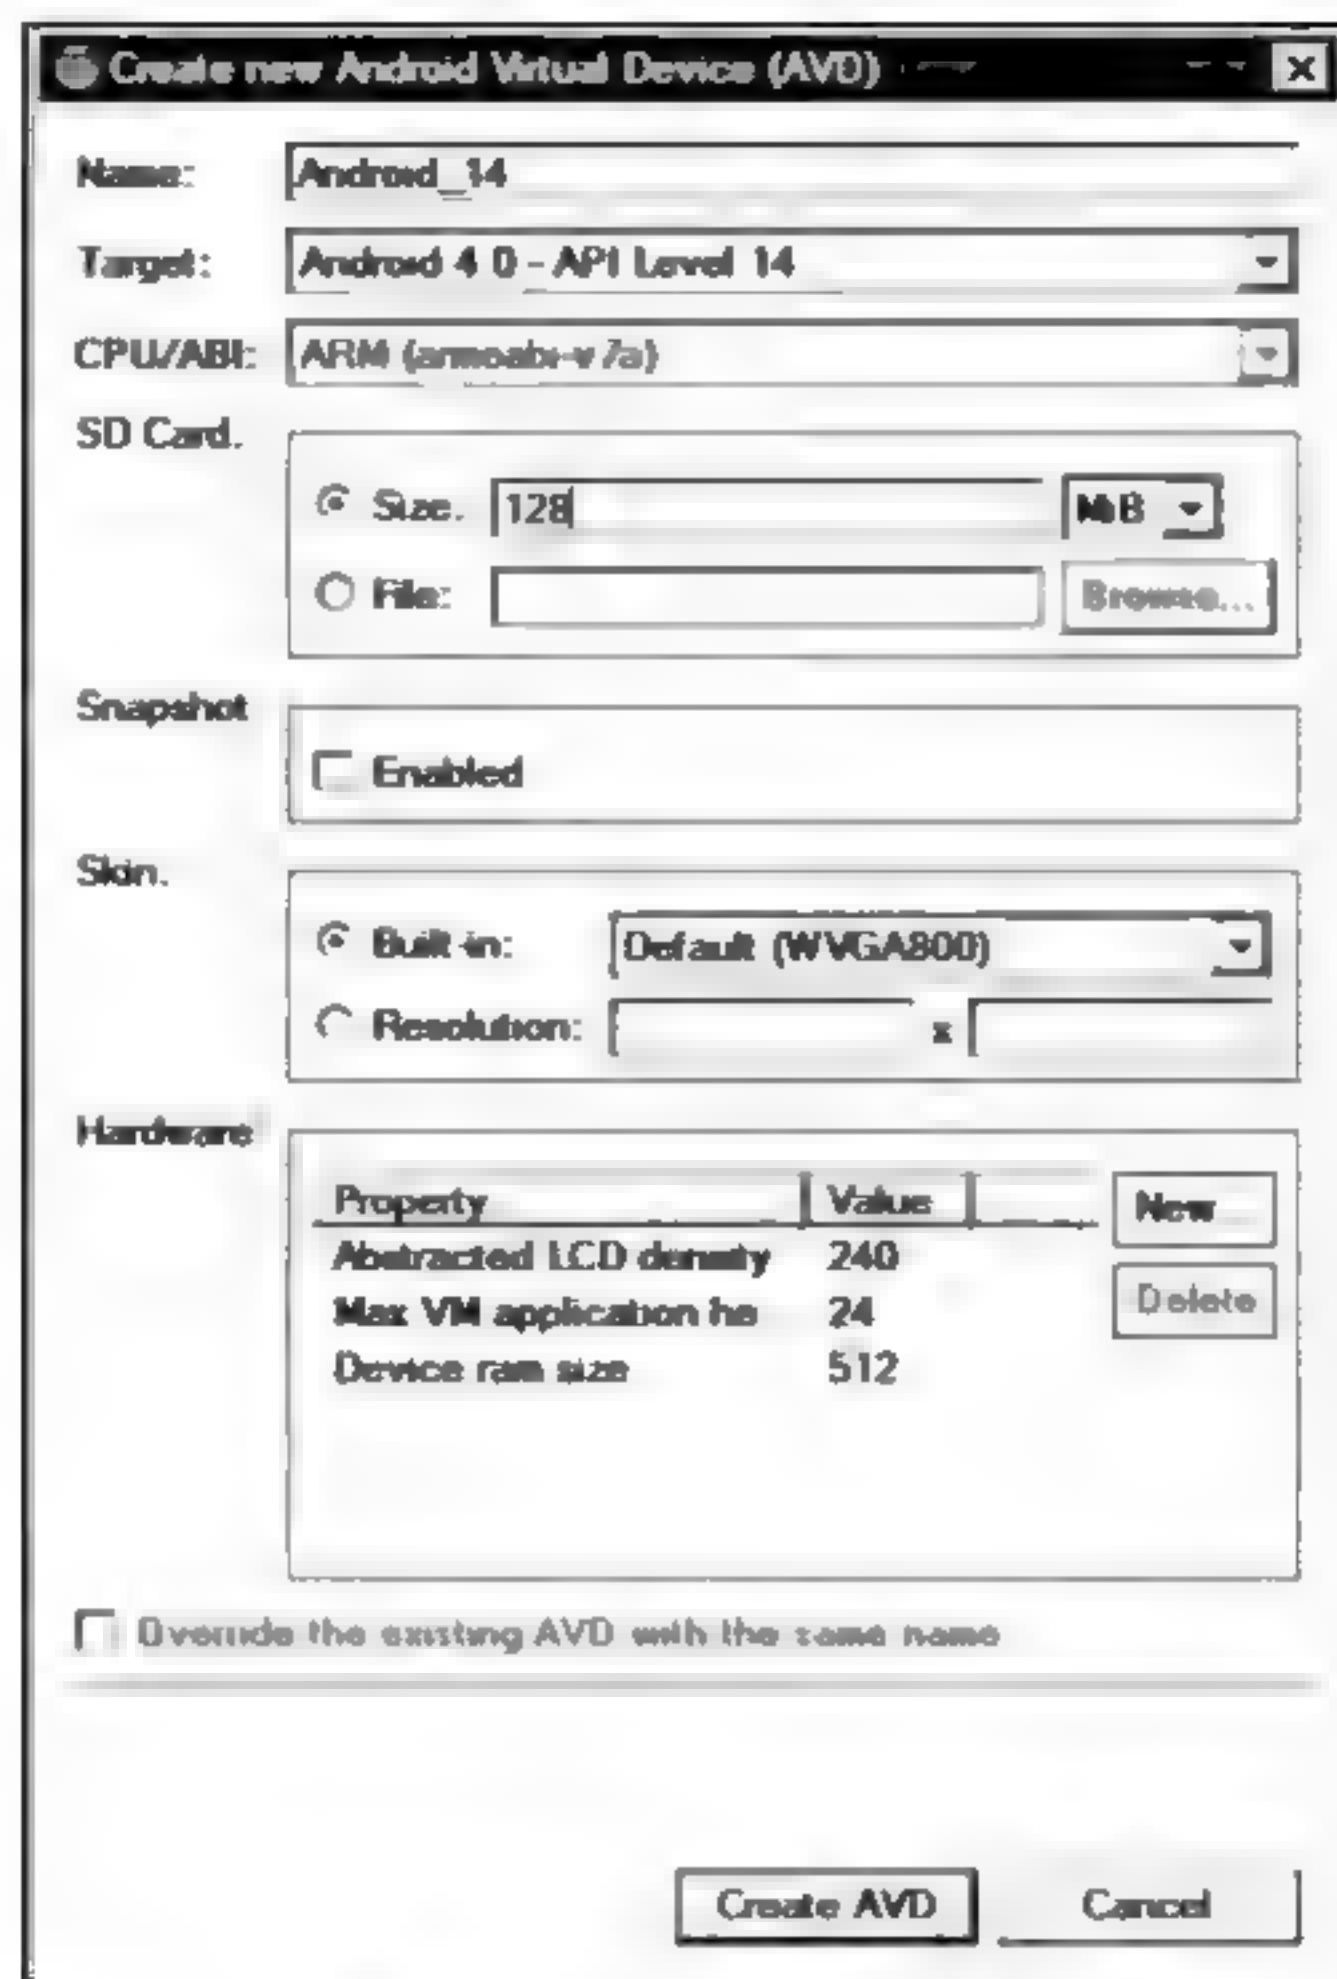 Create new Android Virtual Device (AVD)
Name: Android_14
Target: Android 4 0 - API Level 14
CPU/ABI: ARM (armeabi-v7a)
SD Card.
Size. 128 MiB
File: Browse...
Snapshot
Enabled
Skin.
Built-in: Default (WVGA800)
Resolution: x
Hardware
Property Value New
Abstracted LCD density 240
Max VM application he 24 Delete
Device ram size 512
Override the existing AVD with the same name
Create AVD Cancel